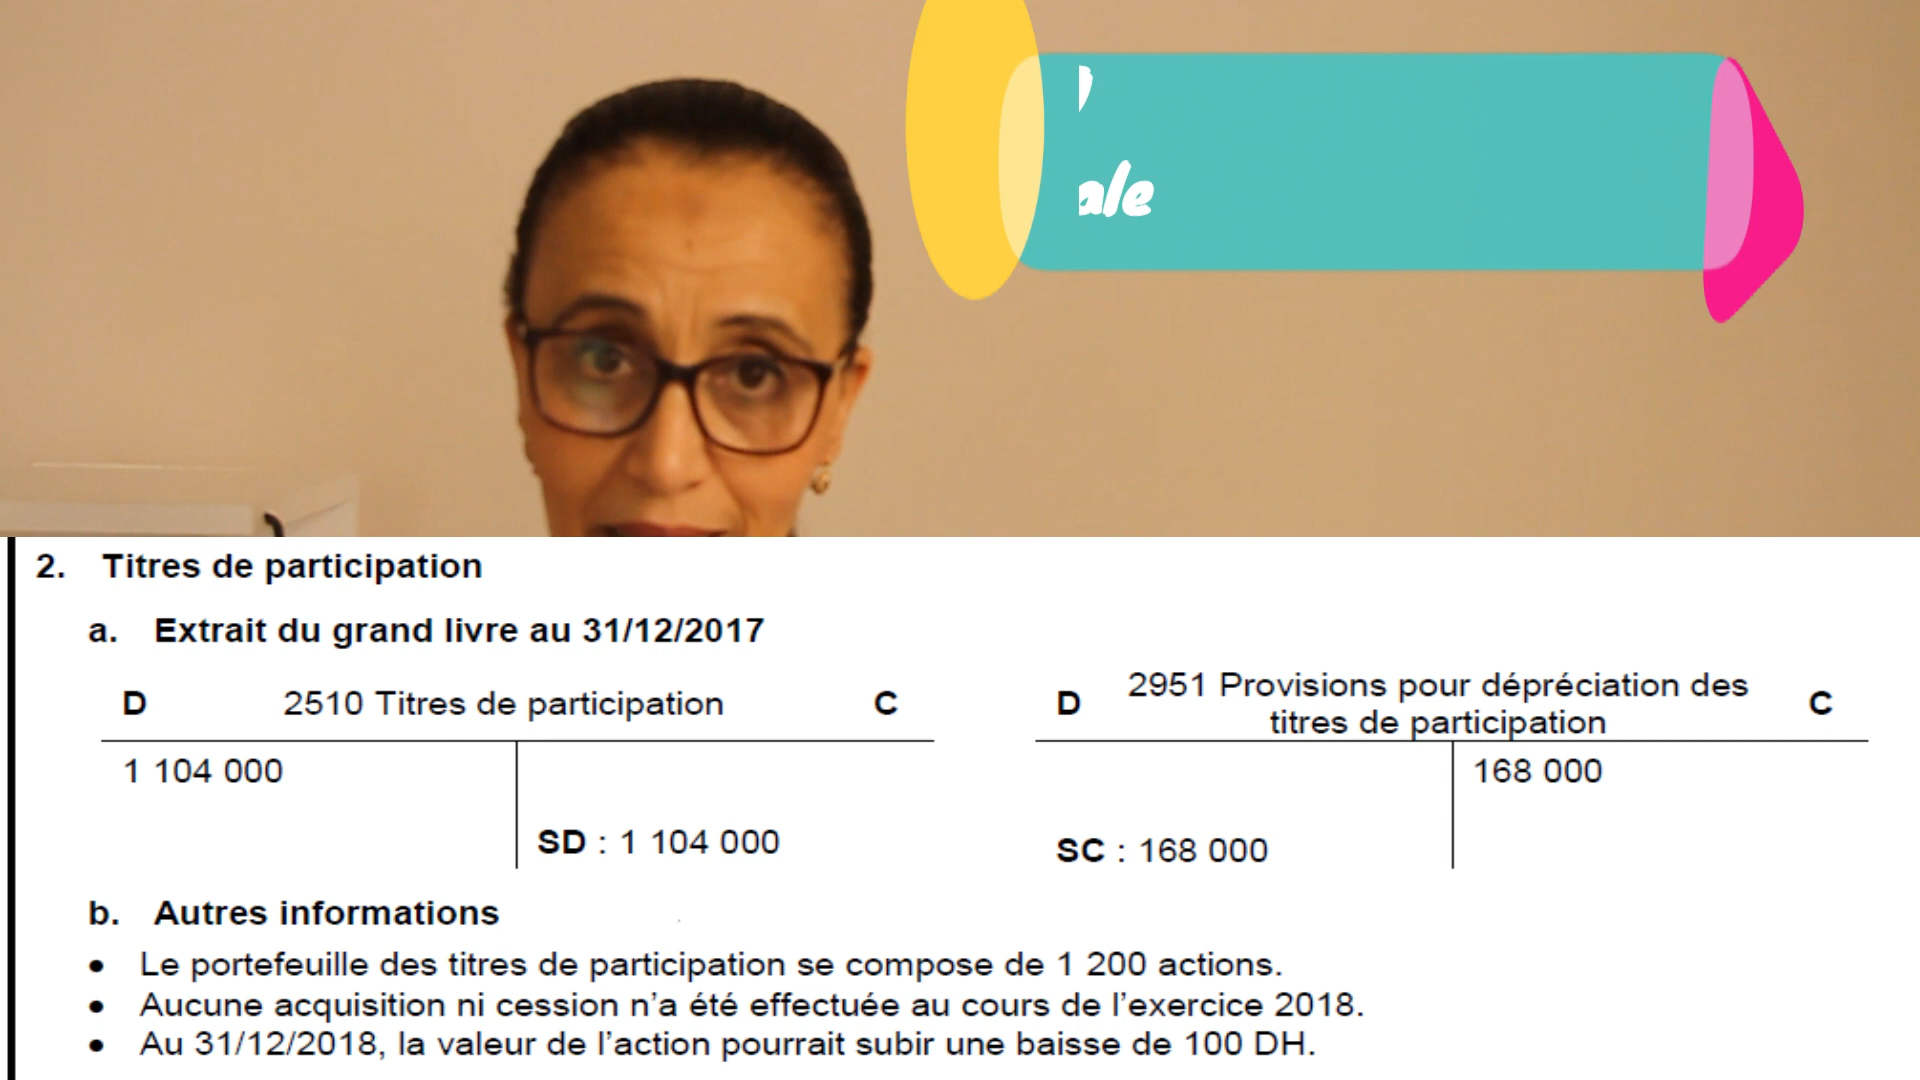 ale
2. Titres de participation
a. Extrait du grand livre au 31/12/2017
D 2510 Titres de participation C
1 104 000
SD : 1 104 000
D 2951 Provisions pour dépréciation des titres de participation C
168 000
SC : 168 000
b. Autres informations
• Le portefeuille des titres de participation se compose de 1 200 actions.
• Aucune acquisition ni cession n’a été effectuée au cours de l’exercice 2018.
• Au 31/12/2018, la valeur de l’action pourrait subir une baisse de 100 DH.